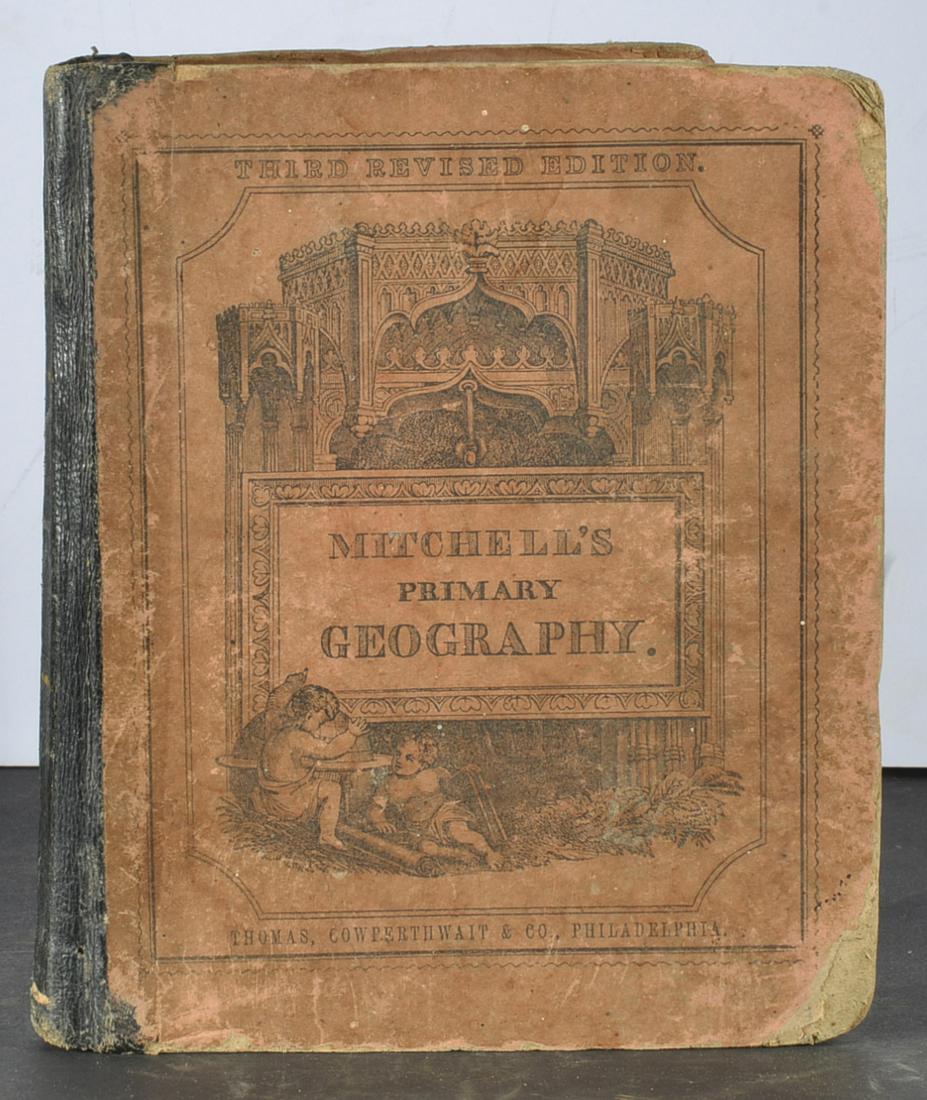 THIRD REVISED EDITION.
MITCHELL'S
PRIMARY
GEOGRAPHY.
THOMAS, COWPERTHWAIT & CO., PHILADELPHIA.